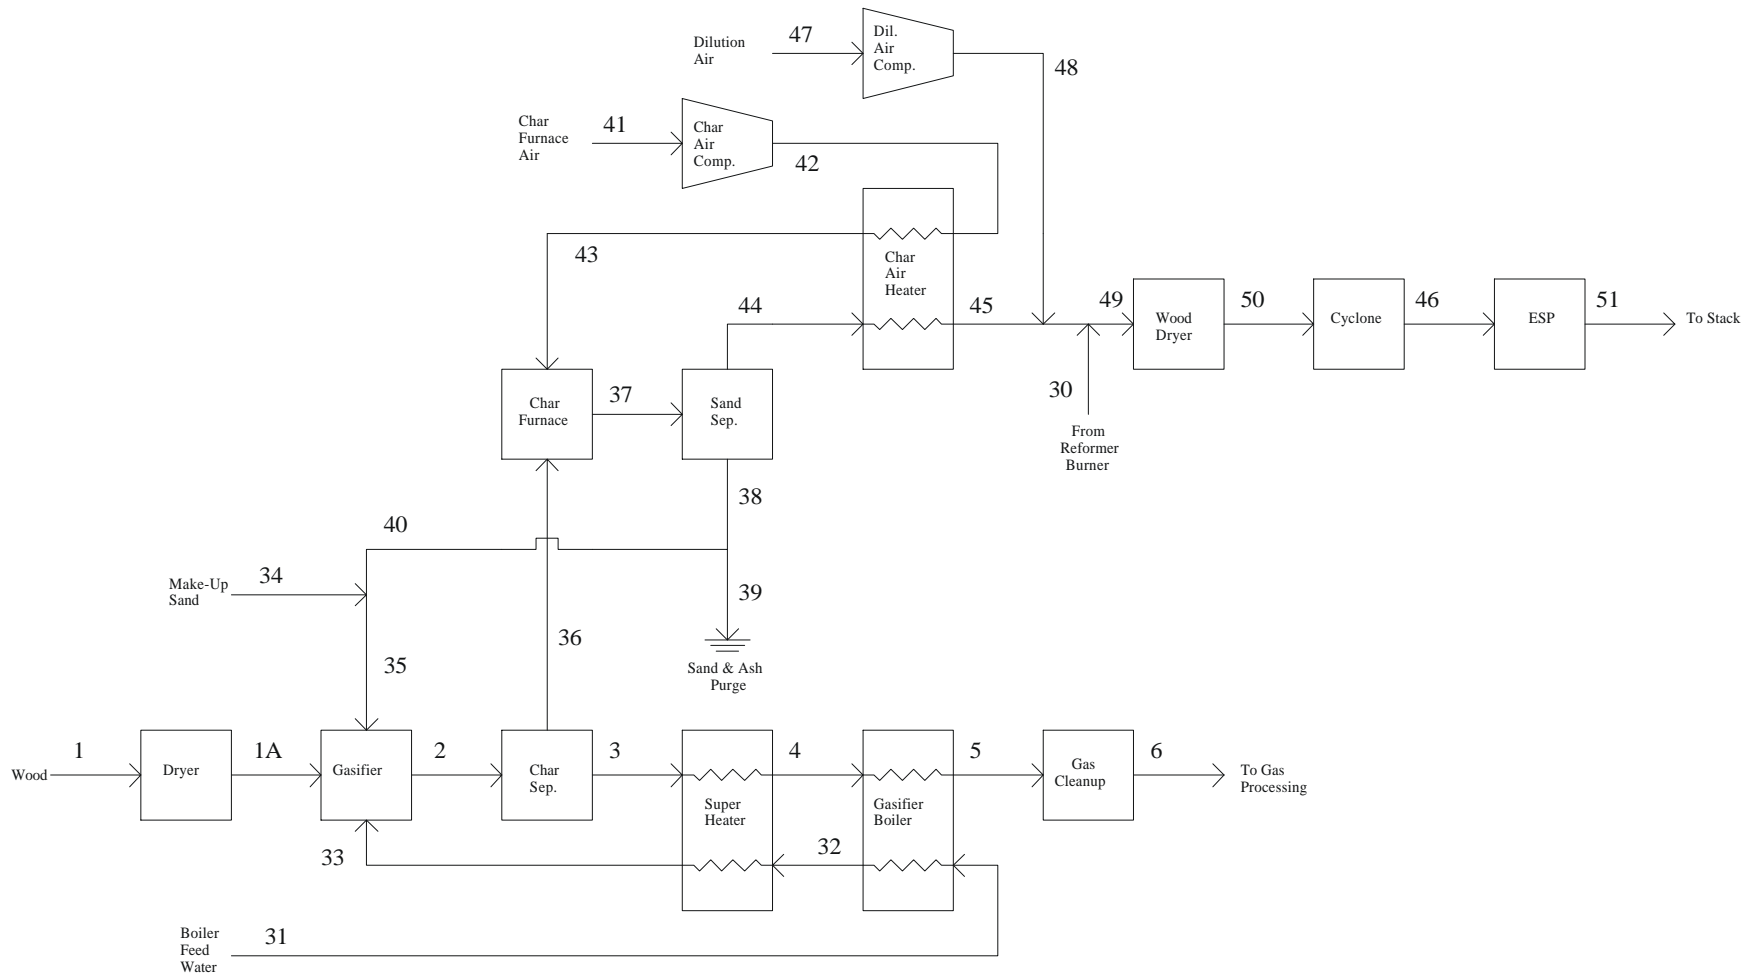 47
Dilution
Air
Dil.
Air
Comp.
48
41
Char
Furnace
Air
Char
Air
Comp.
42
43
Char
Air
Heater
44
45
49
50
46
51
Wood
Dryer
Cyclone
ESP
To Stack
30
From
Reformer
Burner
Char
Furnace
37
Sand
Sep.
38
40
34
Make-Up
Sand
39
36
35
Sand & Ash
Purge
1
Wood
Dryer
1A
Gasifier
2
Char
Sep.
3
4
5
Gas
Cleanup
6
To Gas
Processing
Super
Heater
Gasifier
Boiler
33
32
31
Boiler
Feed
Water